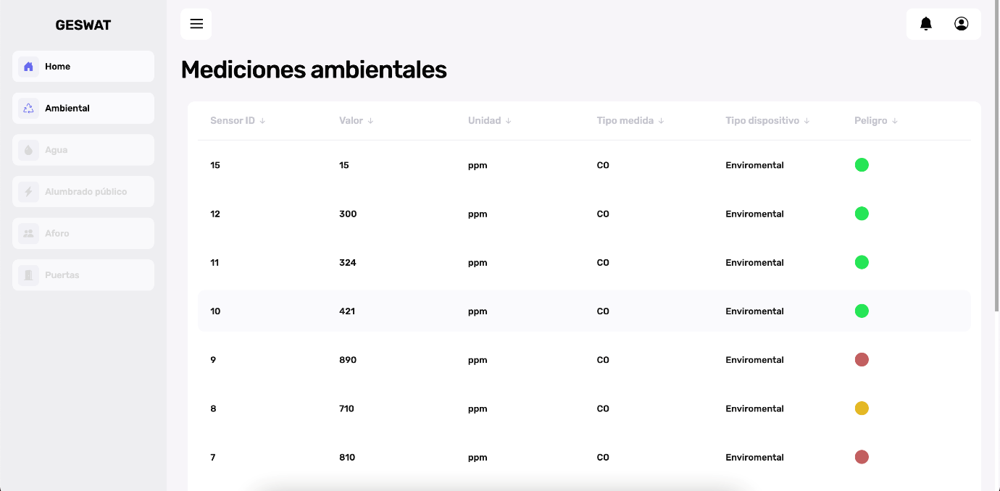 GESWAT
Home
Ambiental
Agua
Alumbrado público
Aforo
Puertas
Mediciones ambientales
Sensor ID Valor Unidad Tipo medida Tipo dispositivo Peligro
15 15 ppm CO Enviromental
12 300 ppm CO Enviromental
11 324 ppm CO Enviromental
10 421 ppm CO Enviromental
9 890 ppm CO Enviromental
8 710 ppm CO Enviromental
7 810 ppm CO Enviromental